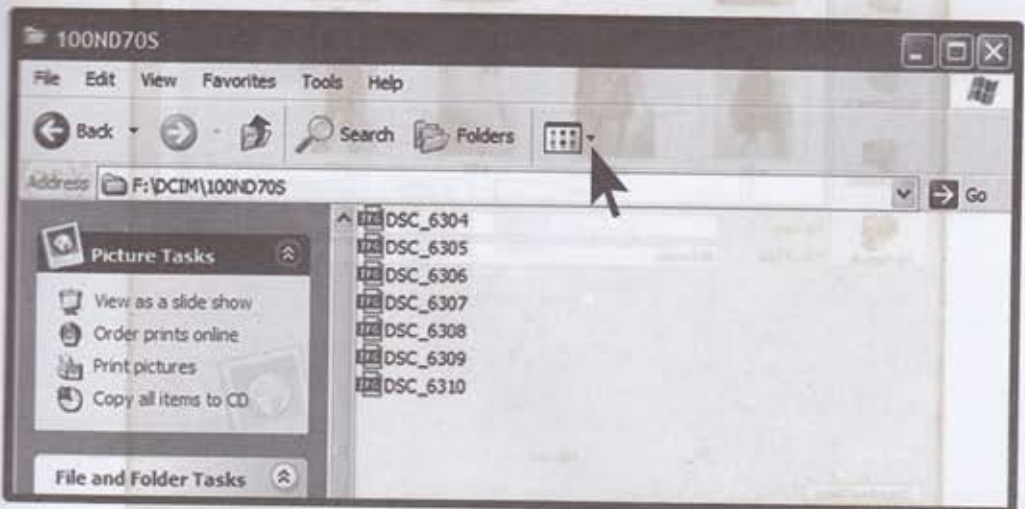 100ND70S
File Edit View Favorites Tools Help
Back Search Folders
Address F:\DCIM\100ND70S Go
Picture Tasks
View as a slide show
Order prints online
Print pictures
Copy all items to CD
File and Folder Tasks
DSC_6304
DSC_6305
DSC_6306
DSC_6307
DSC_6308
DSC_6309
DSC_6310